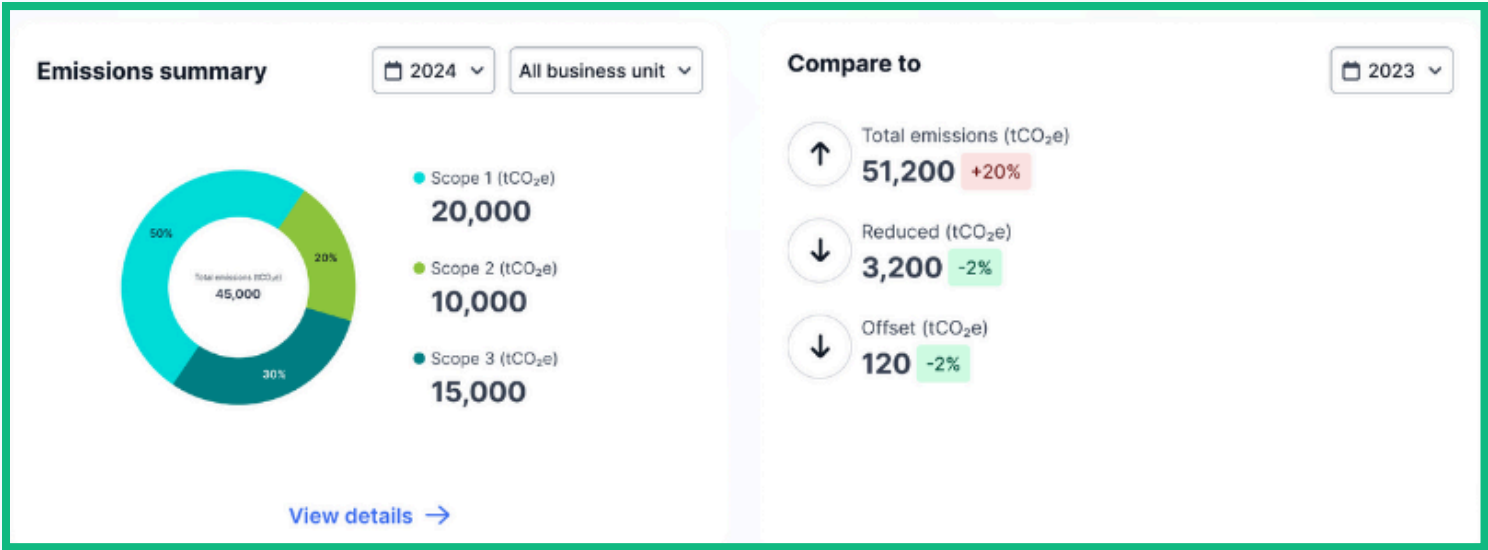 Emissions summary
2024
All business unit
50%
20%
30%
Total emissions (tCO₂e)
45,000
Scope 1 (tCO₂e)
20,000
Scope 2 (tCO₂e)
10,000
Scope 3 (tCO₂e)
15,000
View details
Compare to
2023
Total emissions (tCO₂e)
51,200 +20%
Reduced (tCO₂e)
3,200 -2%
Offset (tCO₂e)
120 -2%